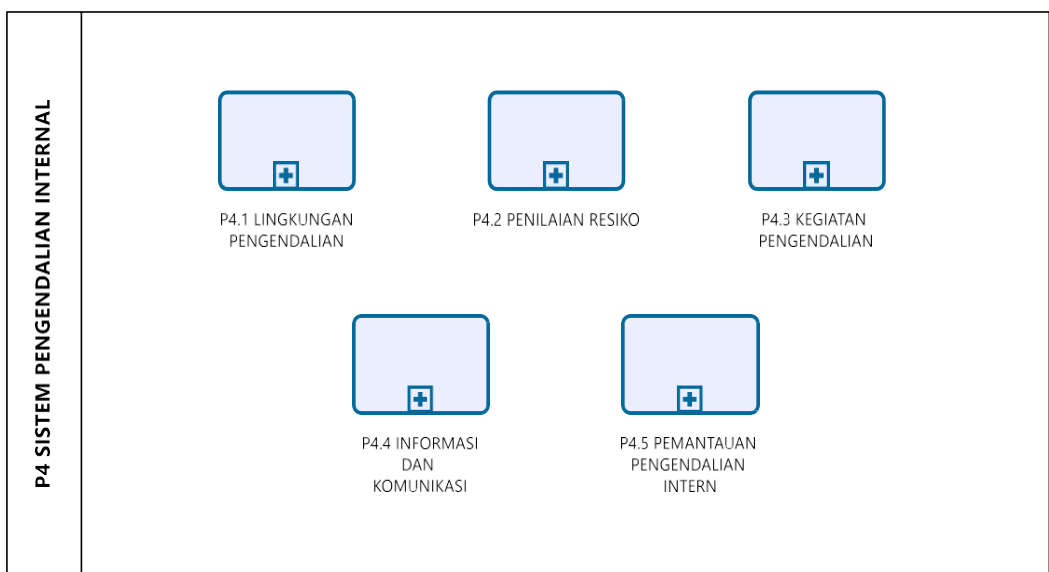 P4 SISTEM PENGENDALIAN INTERNAL
P4.1 LINGKUNGAN
PENGENDALIAN
P4.2 PENILAIAN RESIKO
P4.3 KEGIATAN
PENGENDALIAN
P4.4 INFORMASI
DAN
KOMUNIKASI
P4.5 PEMANTAUAN
PENGENDALIAN
INTERN